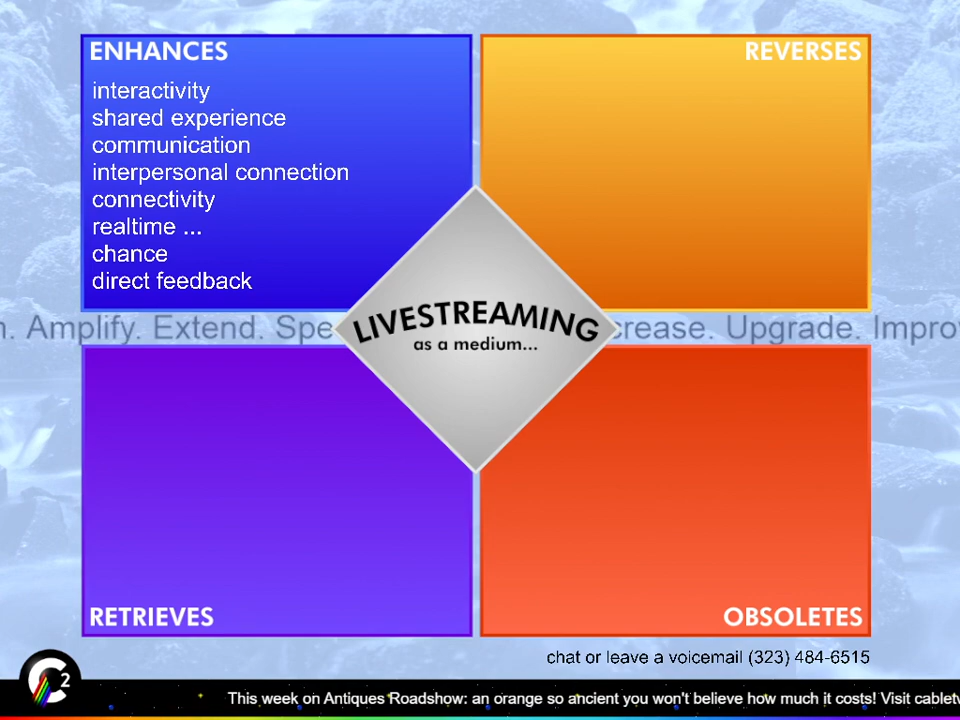 ENHANCES
REVERSES
interactivity
shared experience
communication
interpersonal connection
connectivity
realtime ...
chance
direct feedback
Amplify. Extend. Upgrade.
LIVESTREAMING
as a medium...
RETRIEVES
OBSOLETES
chat or leave a voicemail (323) 484-6515
C2
This week on Antiques Roadshow: an orange so ancient you won't believe how much it costs! Visit